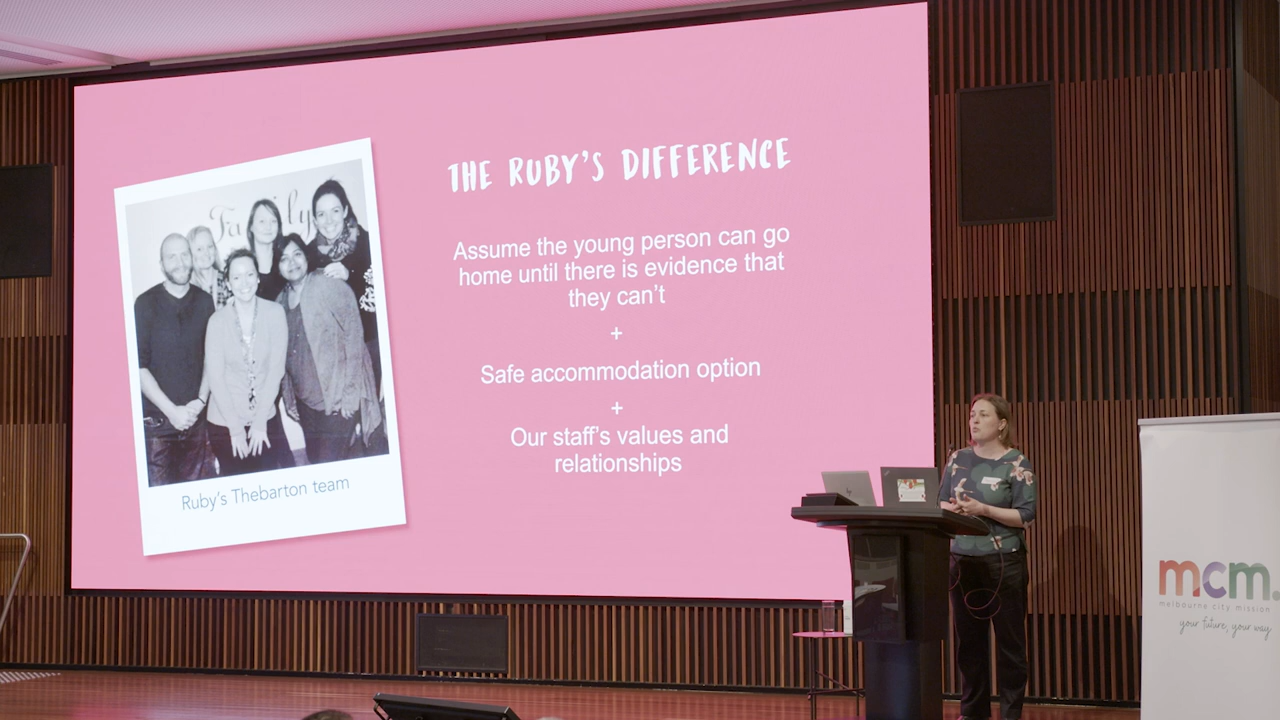 THE RUBY'S DIFFERENCE
Assume the young person can go
home until there is evidence that
they can't
+
Safe accommodation option
+
Our staff's values and
relationships
Family
Ruby's Thebarton team
mcm.
melbourne city mission
your future, your way